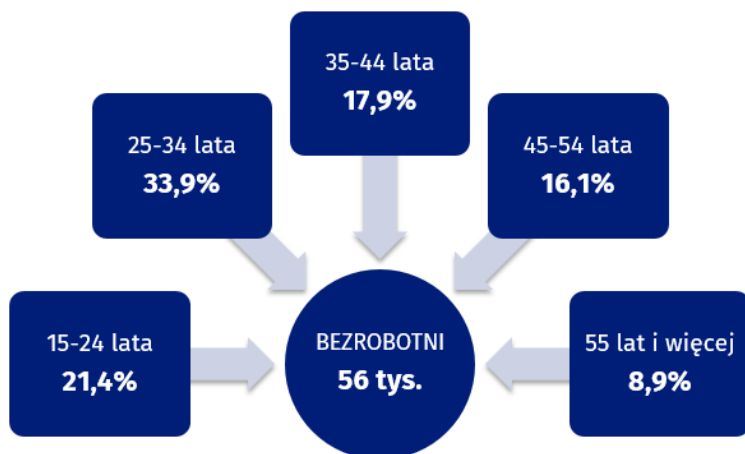 35-44 lata
17,9%
25-34 lata
33,9%
45-54 lata
16,1%
15-24 lata
21,4%
BEZROBOTNI
56 tys.
55 lat i więcej
8,9%